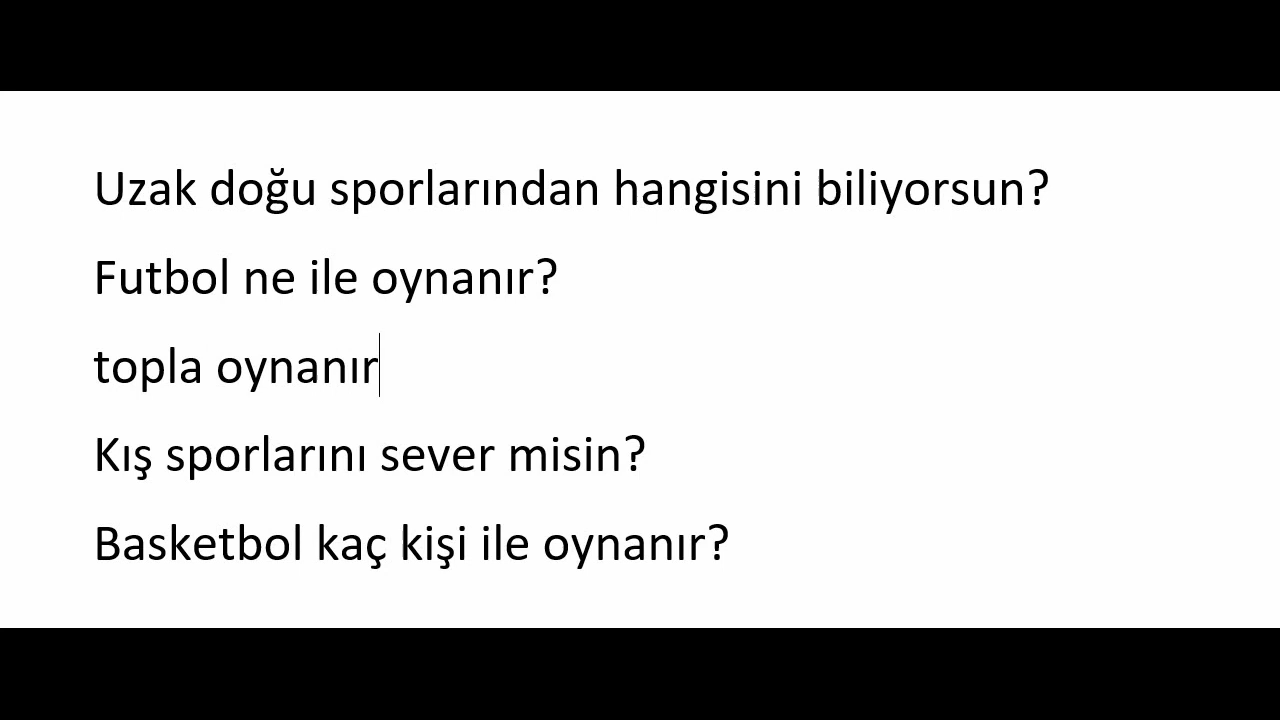 Uzak doğu sporlarından hangisini biliyorsun?
Futbol ne ile oynanır?
topla oynanır
Kış sporlarını sever misin?
Basketbol kaç kişi ile oynanır?